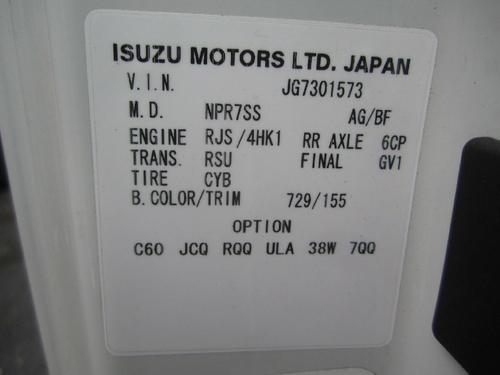 ISUZU MOTORS LTD. JAPAN
V.I.N. JG7301573
M.D. NPR7SS AG/BF
ENGINE RJS/4HK1 RR AXLE 6CP
TRANS. RSU FINAL GV1
TIRE CYB
B.COLOR/TRIM 729/155
OPTION
C60 JCQ RQQ ULA 38W 7QQ